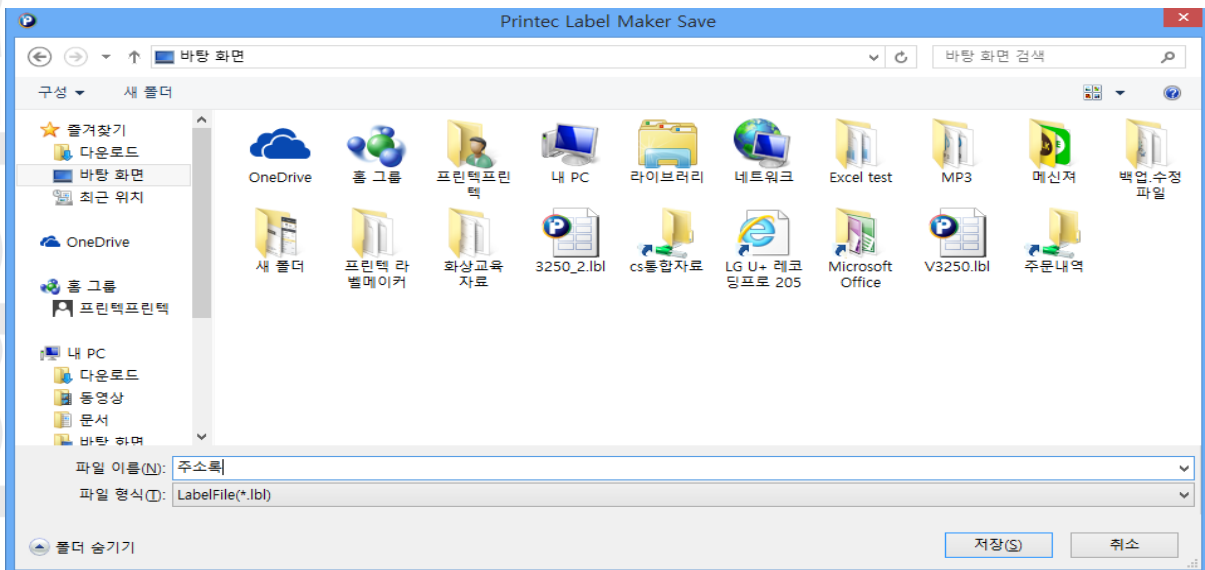 Printec Label Maker Save
바탕 화면
바탕 화면 검색
구성
새 폴더
즐겨찾기
다운로드
바탕 화면
최근 위치
OneDrive
홈 그룹
프린텍프린텍
내 PC
다운로드
동영상
문서
바탕 화면
OneDrive
홈 그룹
프린텍프린
텍
내 PC
라이브러리
네트워크
Excel test
MP3
메신져
백업.수정
파일
새 폴더
프린텍 라
벨메이커
화상교육
자료
3250_2.lbl
cs통합자료
LG U+ 레코
딩프로 205
Microsoft
Office
V3250.lbl
주문내역
파일 이름(N): 주소록
파일 형식(T): LabelFile(*.lbl)
폴더 숨기기
저장(S)
취소